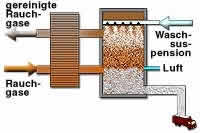 gereinigte
Rauch-
gase
Rauch-
gase
Wasch-
sus-
pension
Luft